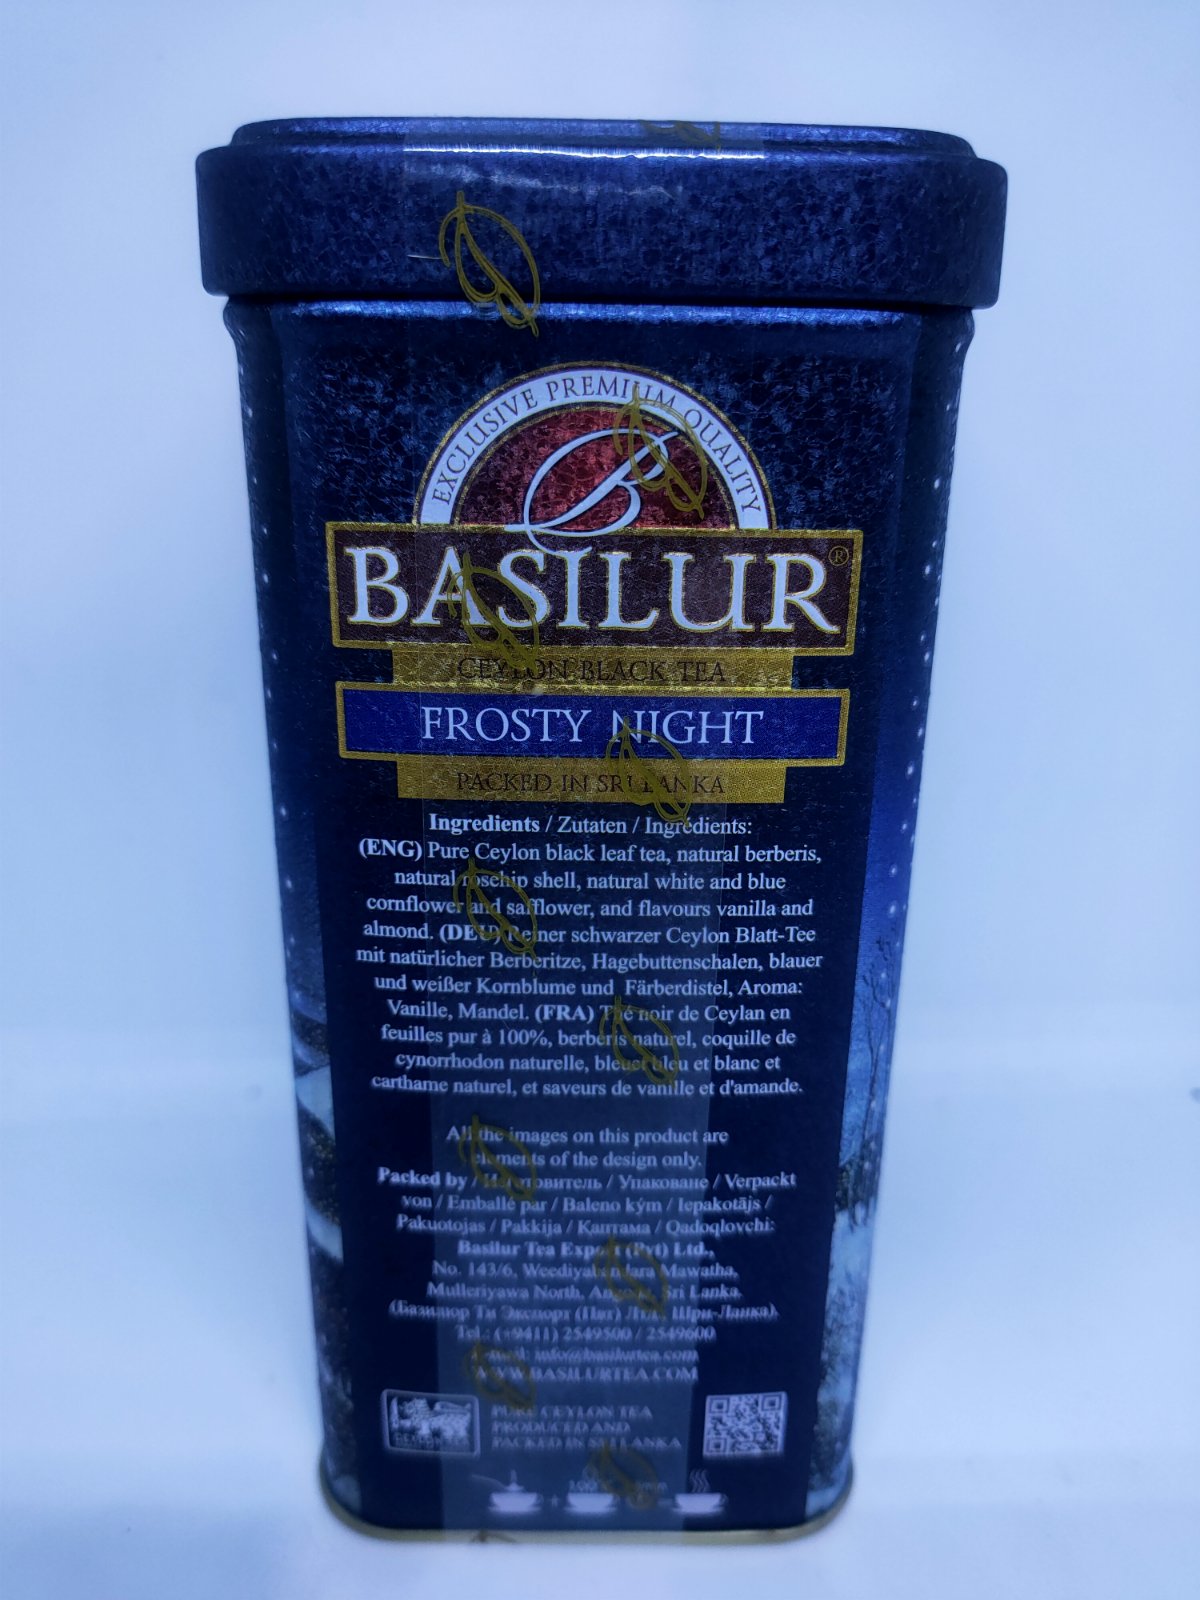 EXCLUSIVE PREMIUM QUALITY
B
BASILUR®
CEYLON BLACK TEA
FROSTY NIGHT
PACKED IN SRI LANKA
Ingredients / Zutaten / Ingrédients:
(ENG) Pure Ceylon black leaf tea, natural berberis,
natural rosehip shell, natural white and blue
cornflower and safflower, and flavours vanilla and
almond. (DEU) Reiner schwarzer Ceylon Blatt-Tee
mit natürlicher Berberitze, Hagebuttenschalen, blauer
und weißer Kornblume und Färberdistel, Aroma:
Vanille, Mandel. (FRA) Thé noir de Ceylan en
feuilles pur à 100%, berberis naturel, coquille de
cynorrhodon naturelle, bleuet bleu et blanc et
carthame naturel, et saveurs de vanille et d'amande.
All the images on this product are
elements of the design only.
Packed by / Изготовитель / Упаковане / Verpackt
von / Emballé par / Baleno kým / Iepakotājs /
Pakuotojas / Pakkija / Каптама / Qadoqlovchi:
Basilur Tea Export (Pvt) Ltd.,
No. 143/6, Weediyabandara Mawatha,
Mulleriyawa North, Angoda, Sri Lanka.
(Базилюр Ти Экспорт (Пвт) Лтд., Шри-Ланка).
Tel.: (+9411) 2549500 / 2549600
e-mail: info@basilurtea.com
WWW.BASILURTEA.COM
PURE CEYLON TEA
PRODUCED AND
PACKED IN SRI LANKA